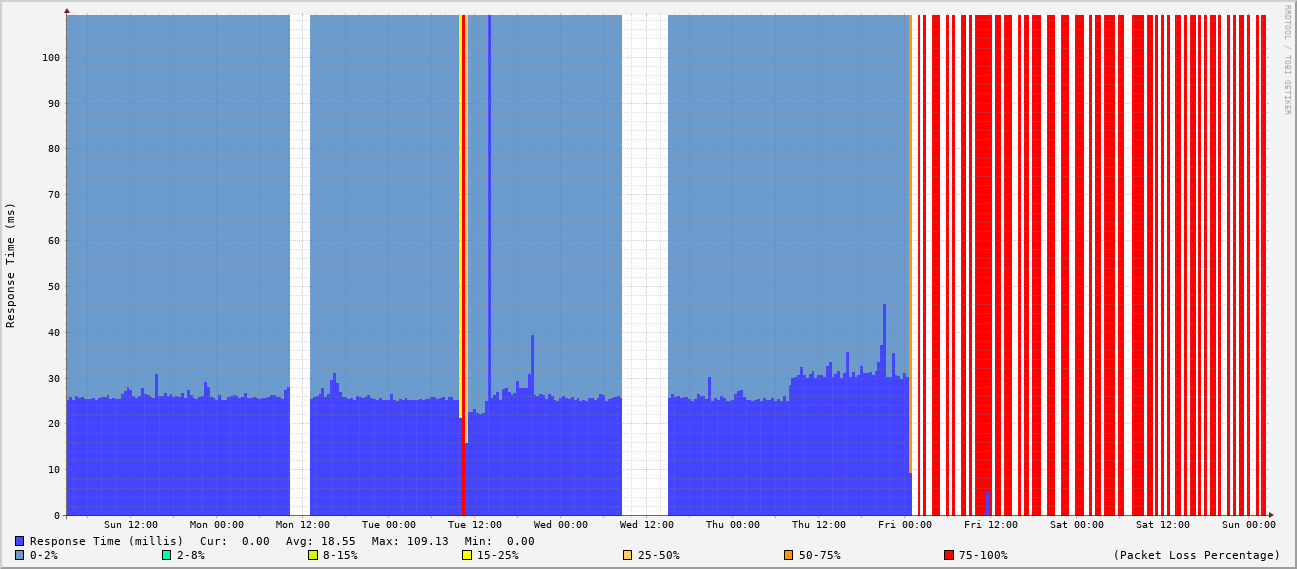 RRDTOOL / TOBI OETIKER
Response Time (ms)
100
90
80
70
60
50
40
30
20
10
0
Sun 12:00 Mon 00:00 Mon 12:00 Tue 00:00 Tue 12:00 Wed 00:00 Wed 12:00 Thu 00:00 Thu 12:00 Fri 00:00 Fri 12:00 Sat 00:00 Sat 12:00 Sun 00:00
Response Time (millis) Cur: 0.00 Avg: 18.55 Max: 109.13 Min: 0.00
0-2% 2-8% 8-15% 15-25% 25-50% 50-75% 75-100% (Packet Loss Percentage)